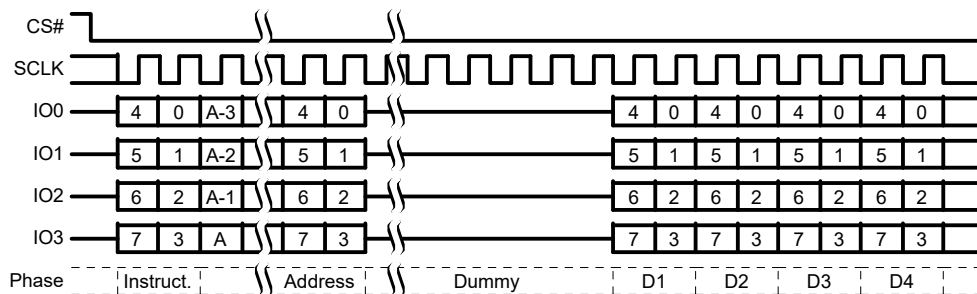 CS#
SCLK
IO0 4 0 A-3 4 0 4 0 4 0 4 0 4 0
IO1 5 1 A-2 5 1 5 1 5 1 5 1 5 1
IO2 6 2 A-1 6 2 6 2 6 2 6 2 6 2
IO3 7 3 A 7 3 7 3 7 3 7 3 7 3
Phase Instruct. Address Dummy D1 D2 D3 D4